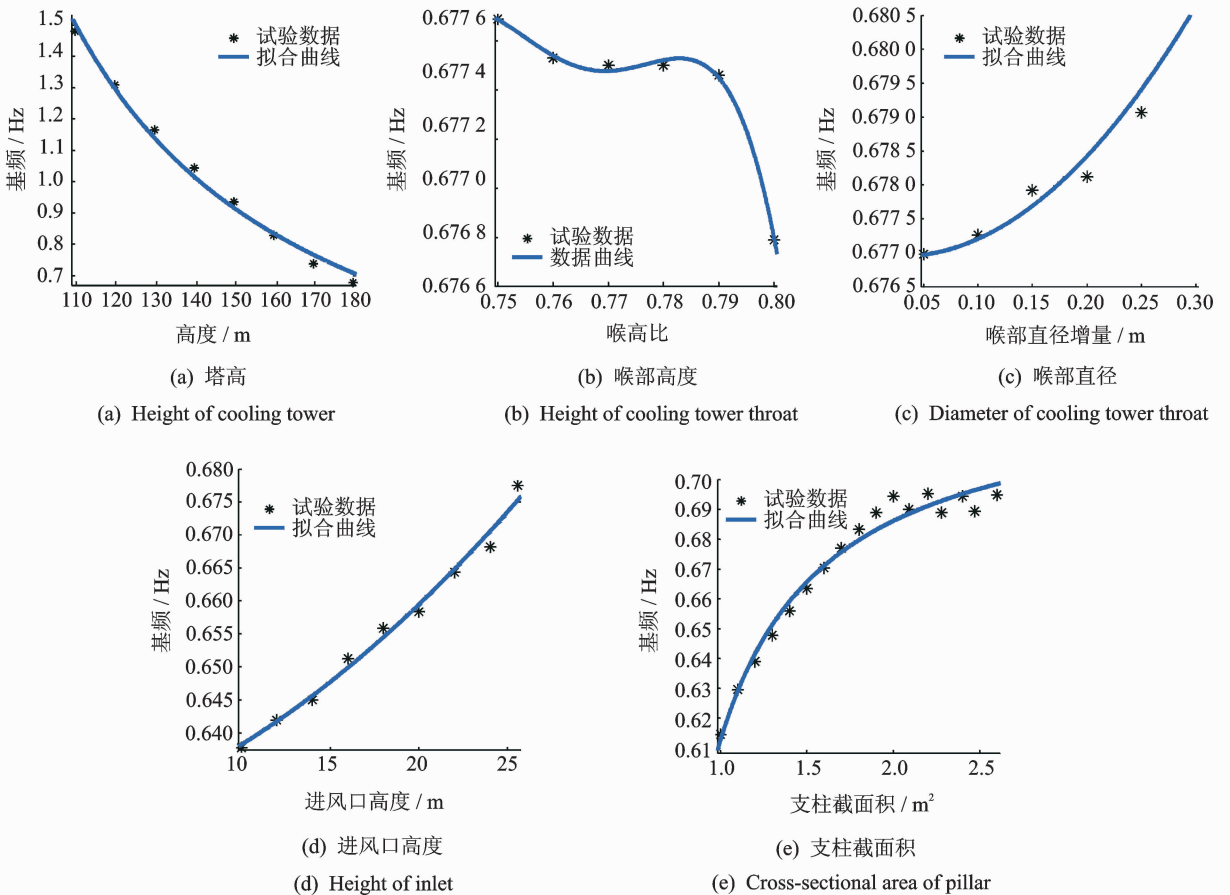 1.5
1.4
1.3
1.2
1.1
1.0
0.9
0.8
0.7
基频 / Hz
试验数据
拟合曲线
110 120 130 140 150 160 170 180
高度 / m
(a) 塔高
(a) Height of cooling tower
0.677 6
0.677 4
0.677 2
0.677 0
0.676 8
0.676 6
基频 / Hz
试验数据
数据曲线
0.75 0.76 0.77 0.78 0.79 0.80
喉高比
(b) 喉部高度
(b) Height of cooling tower throat
0.680 5
0.680 0
0.679 5
0.679 0
0.678 5
0.678 0
0.677 5
0.677 0
0.676 5
基频 / Hz
试验数据
拟合曲线
0.05 0.10 0.15 0.20 0.25 0.30
喉部直径增量 / m
(c) 喉部直径
(c) Diameter of cooling tower throat
0.680
0.675
0.670
0.665
0.660
0.655
0.650
0.645
0.640
基频 / Hz
试验数据
拟合曲线
10 15 20 25
进风口高度 / m
(d) 进风口高度
(d) Height of inlet
0.70
0.69
0.68
0.67
0.66
0.65
0.64
0.63
0.62
0.61
基频 / Hz
试验数据
拟合曲线
1.0 1.5 2.0 2.5
支柱截面积 / m²
(e) 支柱截面积
(e) Cross-sectional area of pillar